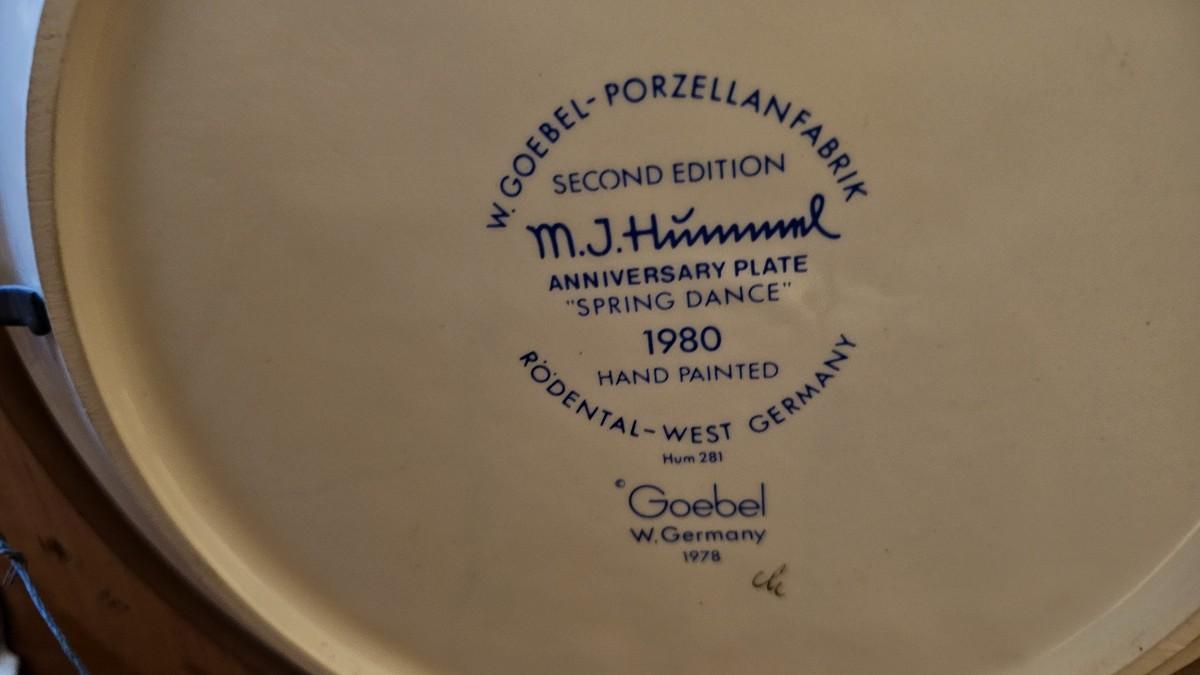 W. GOEBEL-PORZELLANFABRIK
SECOND EDITION
M.J.Hummel
ANNIVERSARY PLATE
"SPRING DANCE"
1980
HAND PAINTED
RÖDENTAL-WEST GERMANY
Hum 281
©Goebel
W.Germany
1978